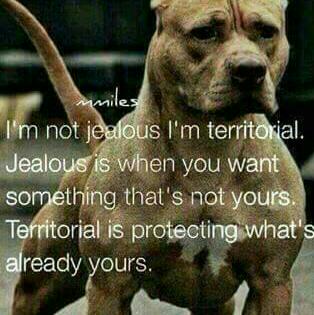 mmiles
I'm not jealous I'm territorial.
Jealous is when you want
something that's not yours.
Territorial is protecting what's
already yours.